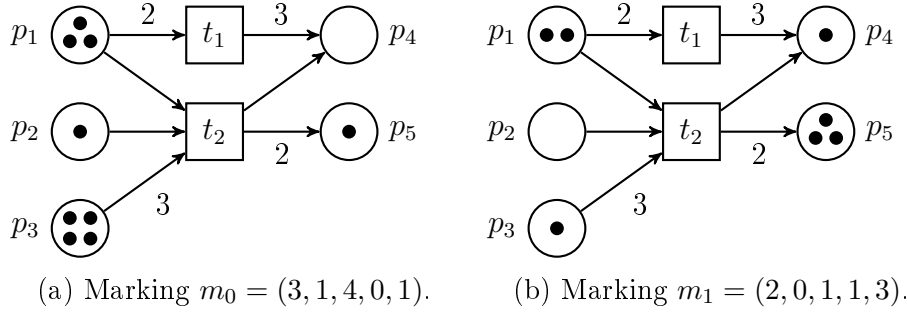 p₁ 2 t₁ 3 p₄
p₂ t₂ 2 p₅
p₃ 3
(a) Marking m₀ = (3, 1, 4, 0, 1).
p₁ 2 t₁ 3 p₄
p₂ t₂ 2 p₅
p₃ 3
(b) Marking m₁ = (2, 0, 1, 1, 3).